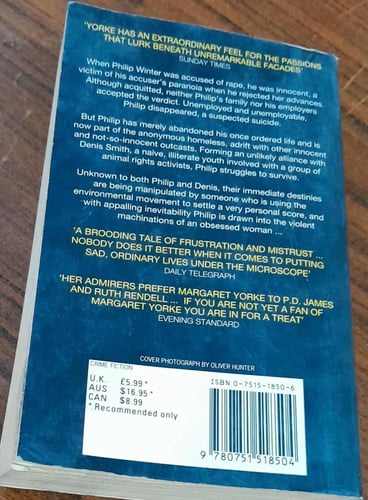 'YORKE HAS AN EXTRAORDINARY FEEL FOR THE PASSIONS
THAT LURK BENEATH UNREMARKABLE FACADES'
SUNDAY TIMES
When Philip Winter was accused of rape, he was innocent, a
victim of his accuser's paranoia when he rejected her advances.
Although acquitted, neither Philip's family nor his employers
accepted the verdict. Unemployed and unemployable,
Philip disappeared, a suspected suicide.
But Philip has merely abandoned his once ordered life and is
now part of the anonymous homeless, adrift with other innocent
and not-so-innocent outcasts. Forming an unlikely alliance with
Denis Smith, a naive, illiterate youth involved with a group of
animal rights activists, Philip struggles to survive.
Unknown to both Philip and Denis, their immediate destinies
are being manipulated by someone who is using the
environmental movement to settle a very personal score, and
with appalling inevitability Philip is drawn into the violent
machinations of an obsessed woman ...
'A BROODING TALE OF FRUSTRATION AND MISTRUST ...
NOBODY DOES IT BETTER WHEN IT COMES TO PUTTING
SAD, ORDINARY LIVES UNDER THE MICROSCOPE'
DAILY TELEGRAPH
'HER ADMIRERS PREFER MARGARET YORKE TO P.D. JAMES
AND RUTH RENDELL ... IF YOU ARE NOT YET A FAN OF
MARGARET YORKE YOU ARE IN FOR A TREAT'
EVENING STANDARD
COVER PHOTOGRAPH BY OLIVER HUNTER
CRIME FICTION
U.K. £5.99*
AUS $16.95*
CAN $8.99
*Recommended only
ISBN 0-7515-1850-6
9 780751 518504